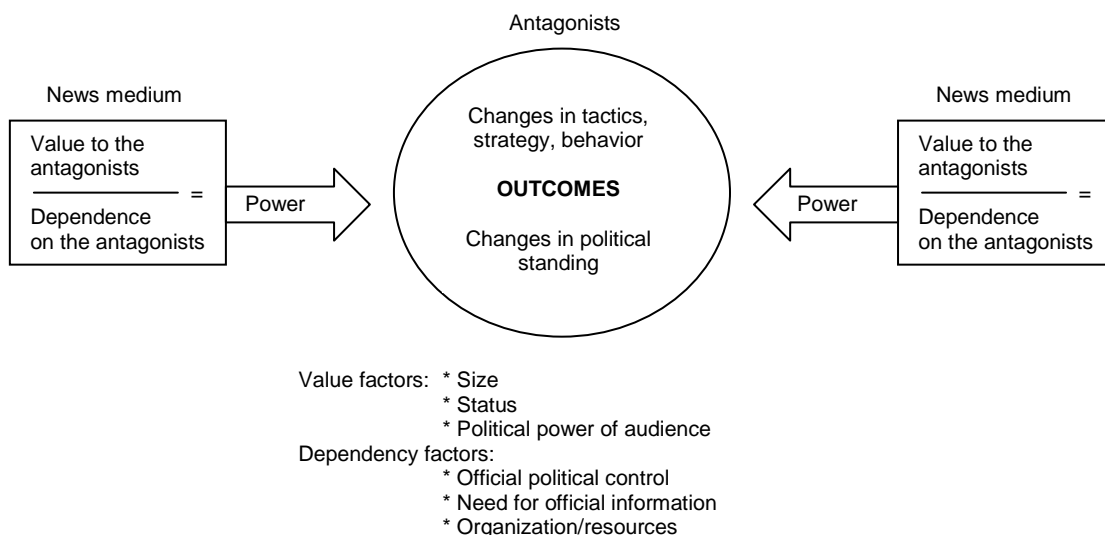 Antagonists
News medium
Value to the
antagonists
=
Dependence
on the antagonists
Power
Changes in tactics,
strategy, behavior
OUTCOMES
Changes in political
standing
Power
News medium
Value to the
antagonists
=
Dependence
on the antagonists
Value factors: * Size
* Status
* Political power of audience
Dependency factors:
* Official political control
* Need for official information
* Organization/resources